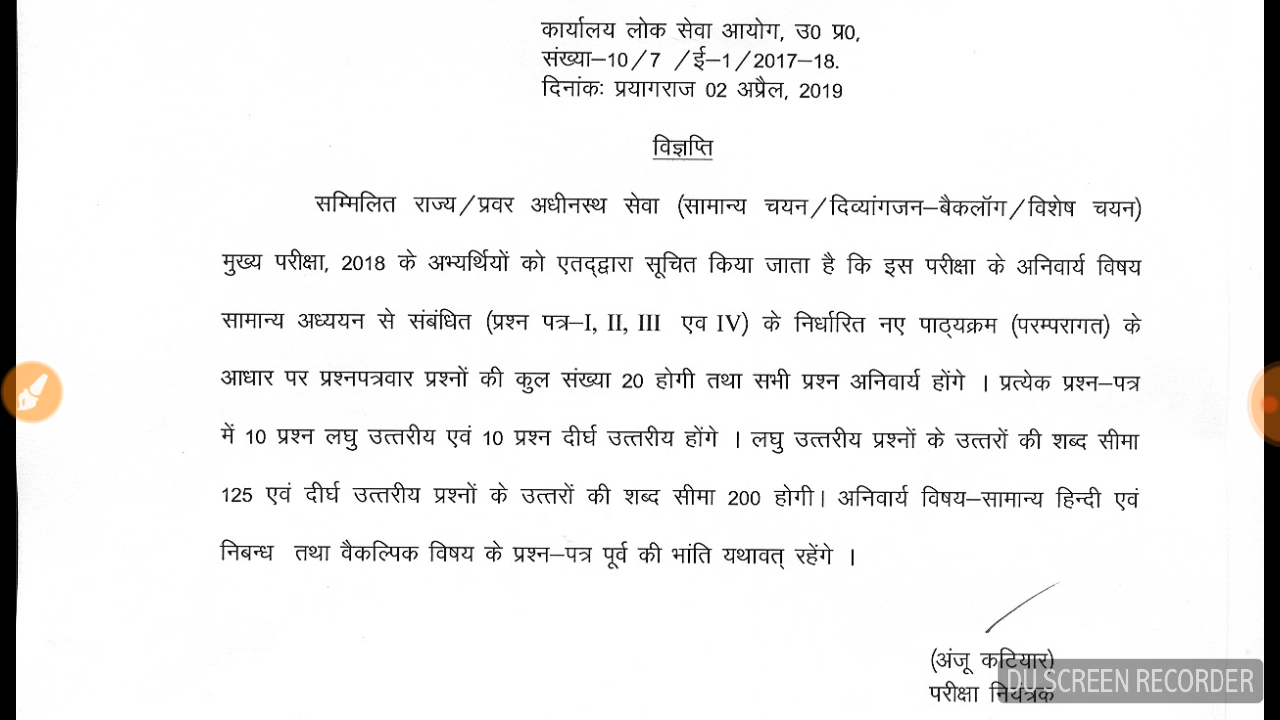 कार्यालय लोक सेवा आयोग, उ0 प्र0,
संख्या–10/7 /ई–1/2017–18.
दिनांकः प्रयागराज 02 अप्रैल, 2019
विज्ञप्ति
सम्मिलित राज्य/प्रवर अधीनस्थ सेवा (सामान्य चयन/दिव्यांगजन–बैकलॉग/विशेष चयन)
मुख्य परीक्षा, 2018 के अभ्यर्थियों को एतद्द्वारा सूचित किया जाता है कि इस परीक्षा के अनिवार्य विषय
सामान्य अध्ययन से संबंधित (प्रश्न पत्र–I, II, III एव IV) के निर्धारित नए पाठ्यक्रम (परम्परागत) के
आधार पर प्रश्नपत्रवार प्रश्नों की कुल संख्या 20 होगी तथा सभी प्रश्न अनिवार्य होंगे । प्रत्येक प्रश्न–पत्र
में 10 प्रश्न लघु उत्तरीय एवं 10 प्रश्न दीर्घ उत्तरीय होंगे । लघु उत्तरीय प्रश्नों के उत्तरों की शब्द सीमा
125 एवं दीर्घ उत्तरीय प्रश्नों के उत्तरों की शब्द सीमा 200 होगी। अनिवार्य विषय–सामान्य हिन्दी एवं
निबन्ध तथा वैकल्पिक विषय के प्रश्न–पत्र पूर्व की भांति यथावत् रहेंगे ।
(अंजू कटियार)
परीक्षा नियंत्रक
DU SCREEN RECORDER